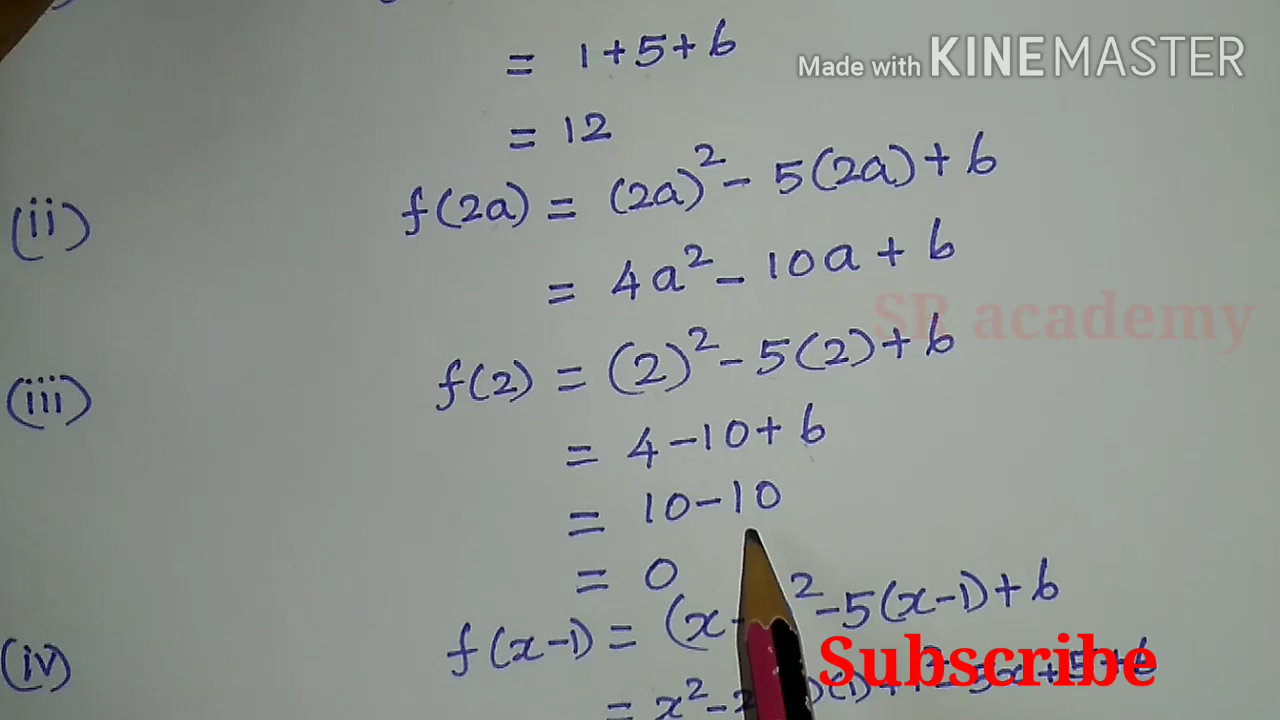 = 1+5+6
Made with KINEMASTER
= 12
(ii) f(2a) = (2a)² - 5(2a) + 6
= 4a² - 10a + 6
SR academy
(iii) f(2) = (2)² - 5(2) + 6
= 4 - 10 + 6
= 10 - 10
= 0
(iv) f(x-1) = (x- ² - 5(x-1) + 6
Subscribe
= x² -